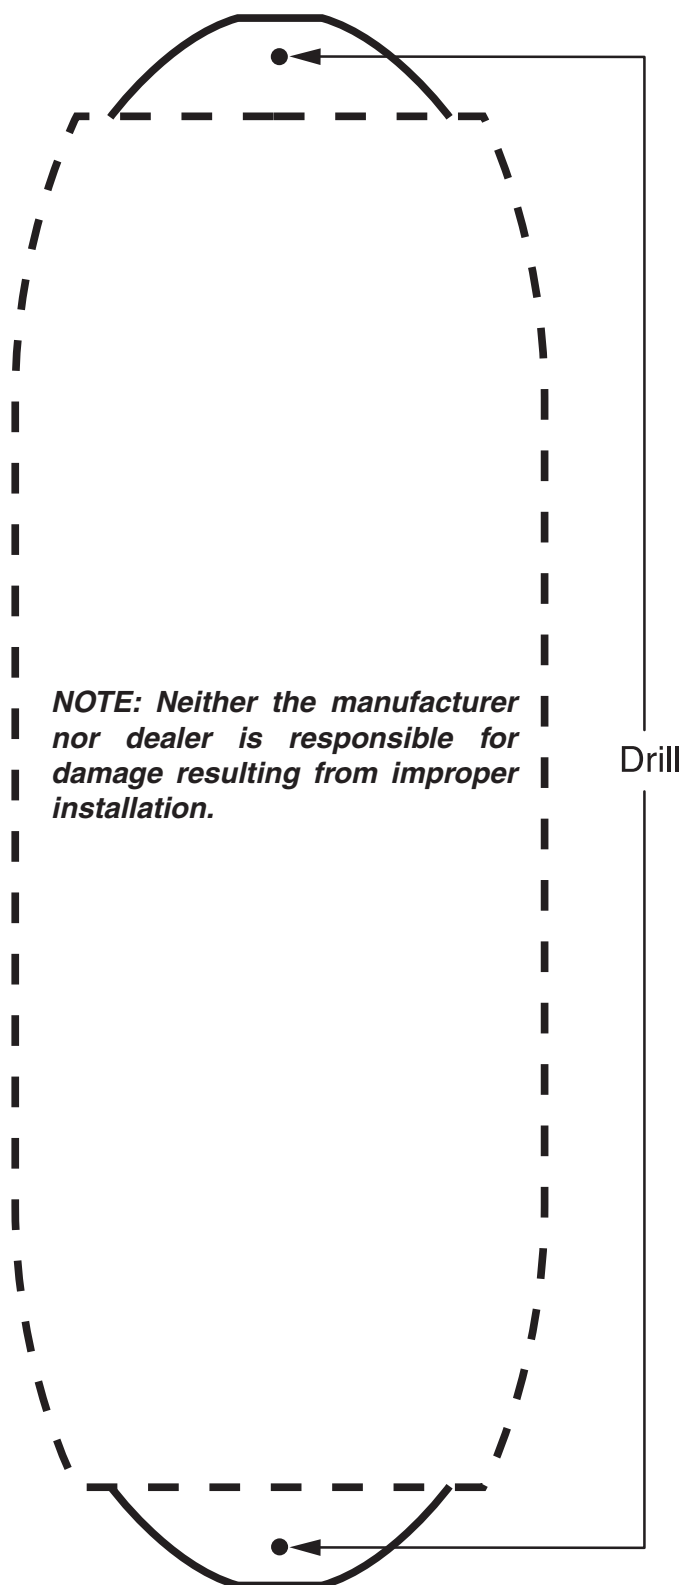 NOTE: Neither the manufacturer
nor dealer is responsible for
damage resulting from improper
installation.
Drill